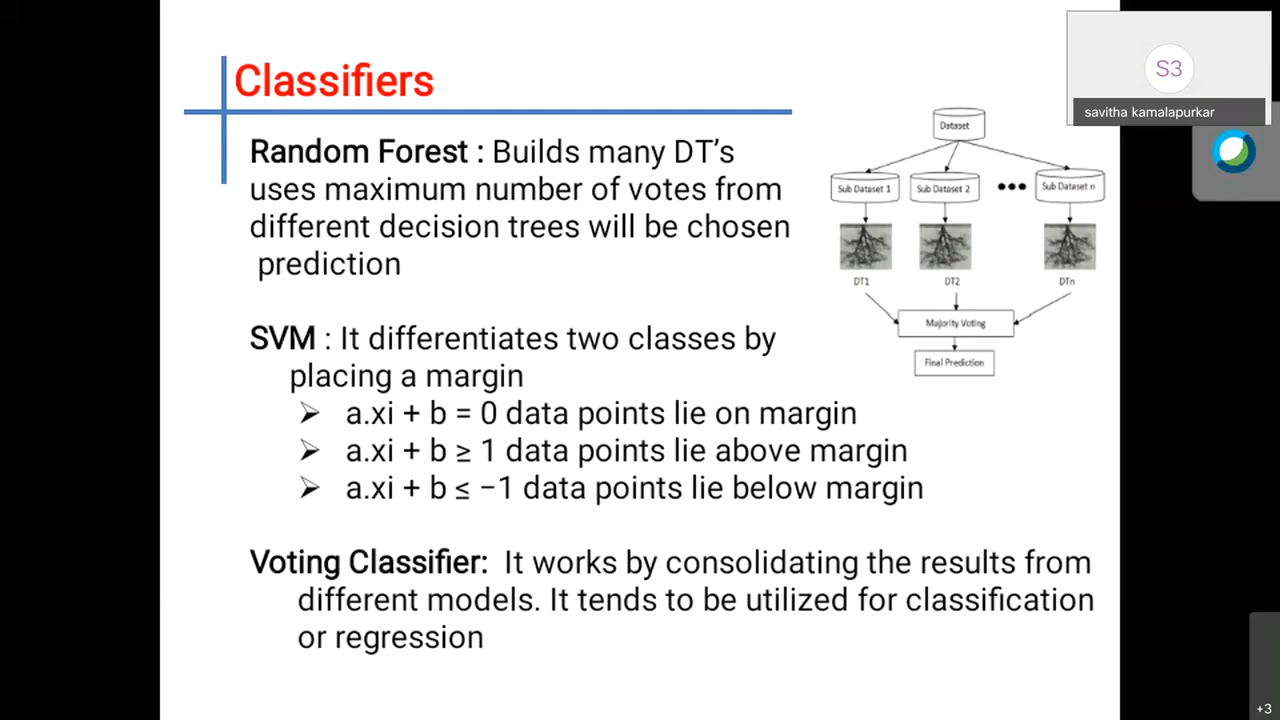 Classifiers
Random Forest : Builds many DT's
uses maximum number of votes from
different decision trees will be chosen
prediction
SVM : It differentiates two classes by
placing a margin
➢ a.xi + b = 0 data points lie on margin
➢ a.xi + b ≥ 1 data points lie above margin
➢ a.xi + b ≤ −1 data points lie below margin
Voting Classifier: It works by consolidating the results from
different models. It tends to be utilized for classification
or regression
Dataset
Sub Dataset 1 Sub Dataset 2 ●●● Sub Dataset n
DT1 DT2 DTn
Majority Voting
Final Prediction
S3
savitha kamalapurkar
+3